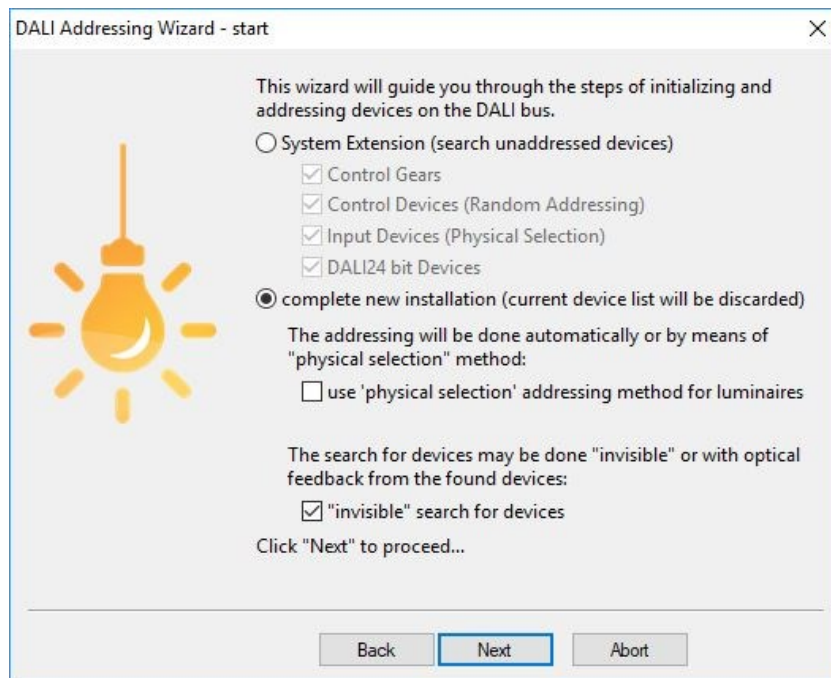 DALI Addressing Wizard - start
This wizard will guide you through the steps of initializing and
addressing devices on the DALI bus.
System Extension (search unaddressed devices)
Control Gears
Control Devices (Random Addressing)
Input Devices (Physical Selection)
DALI24 bit Devices
complete new installation (current device list will be discarded)
The addressing will be done automatically or by means of
"physical selection" method:
use 'physical selection' addressing method for luminaires
The search for devices may be done "invisible" or with optical
feedback from the found devices:
"invisible" search for devices
Click "Next" to proceed...
Back Next Abort